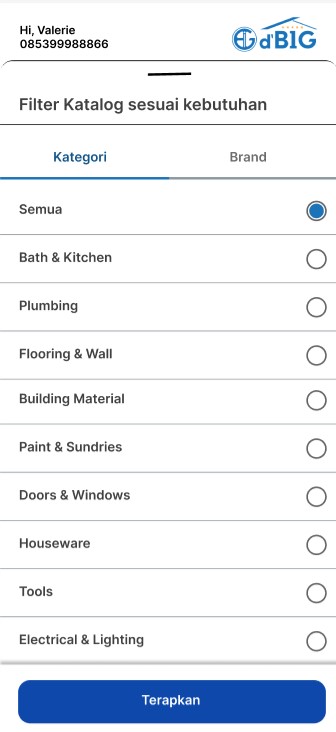 Hi, Valerie
085399988866
d'BIG
Filter Katalog sesuai kebutuhan
Kategori
Brand
Semua
Bath & Kitchen
Plumbing
Flooring & Wall
Building Material
Paint & Sundries
Doors & Windows
Houseware
Tools
Electrical & Lighting
Terapkan